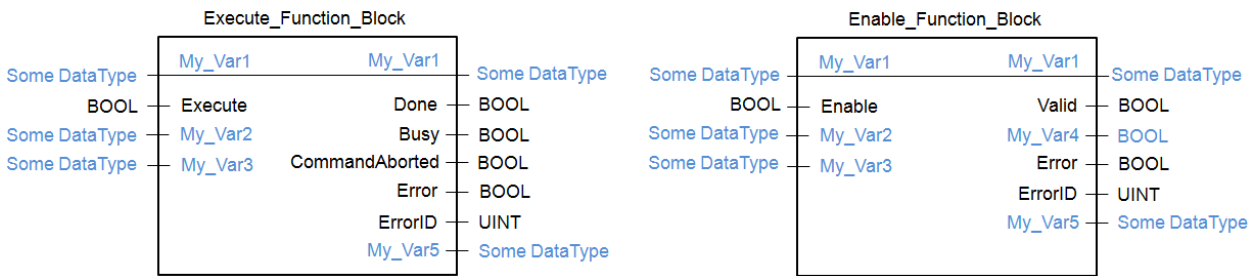 Execute_Function_Block
Some DataType My_Var1 My_Var1 Some DataType
BOOL Execute Done BOOL
Some DataType My_Var2 Busy BOOL
Some DataType My_Var3 CommandAborted BOOL
Error BOOL
ErrorID UINT
My_Var5 Some DataType
Enable_Function_Block
Some DataType My_Var1 My_Var1 Some DataType
BOOL Enable Valid BOOL
Some DataType My_Var2 My_Var4 BOOL
Some DataType My_Var3 Error BOOL
ErrorID UINT
My_Var5 Some DataType